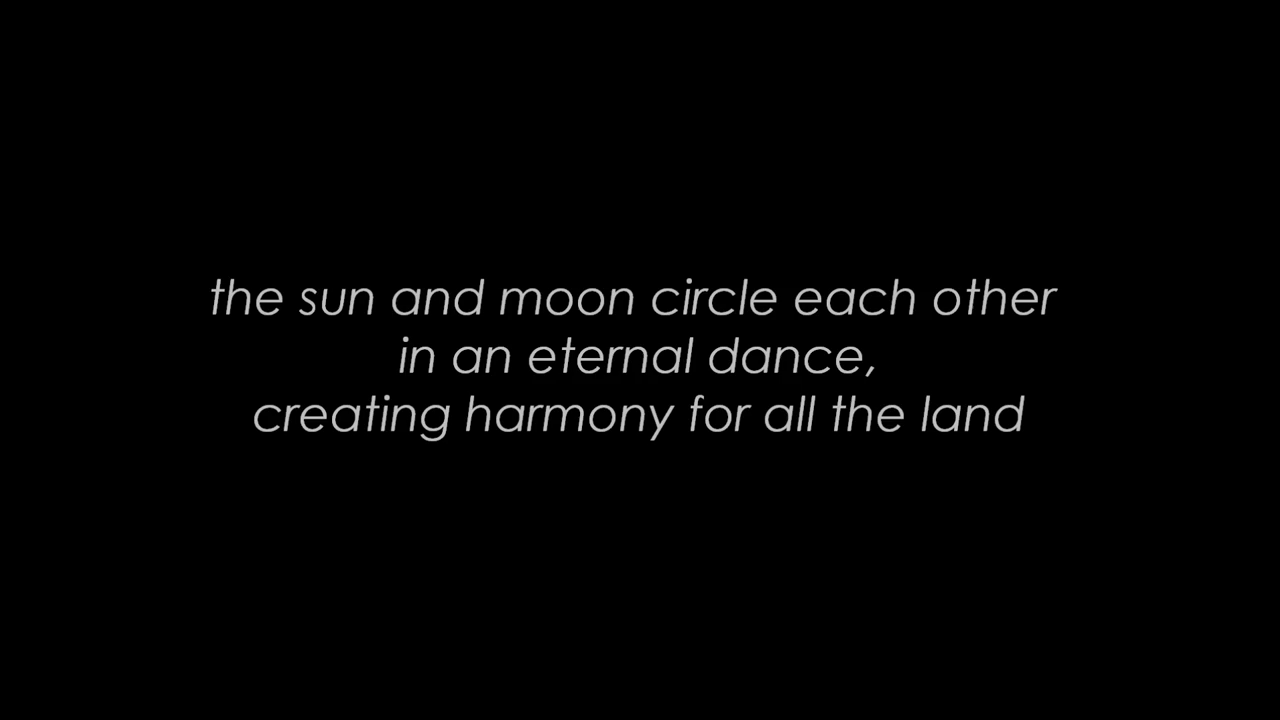 the sun and moon circle each other
in an eternal dance,
creating harmony for all the land